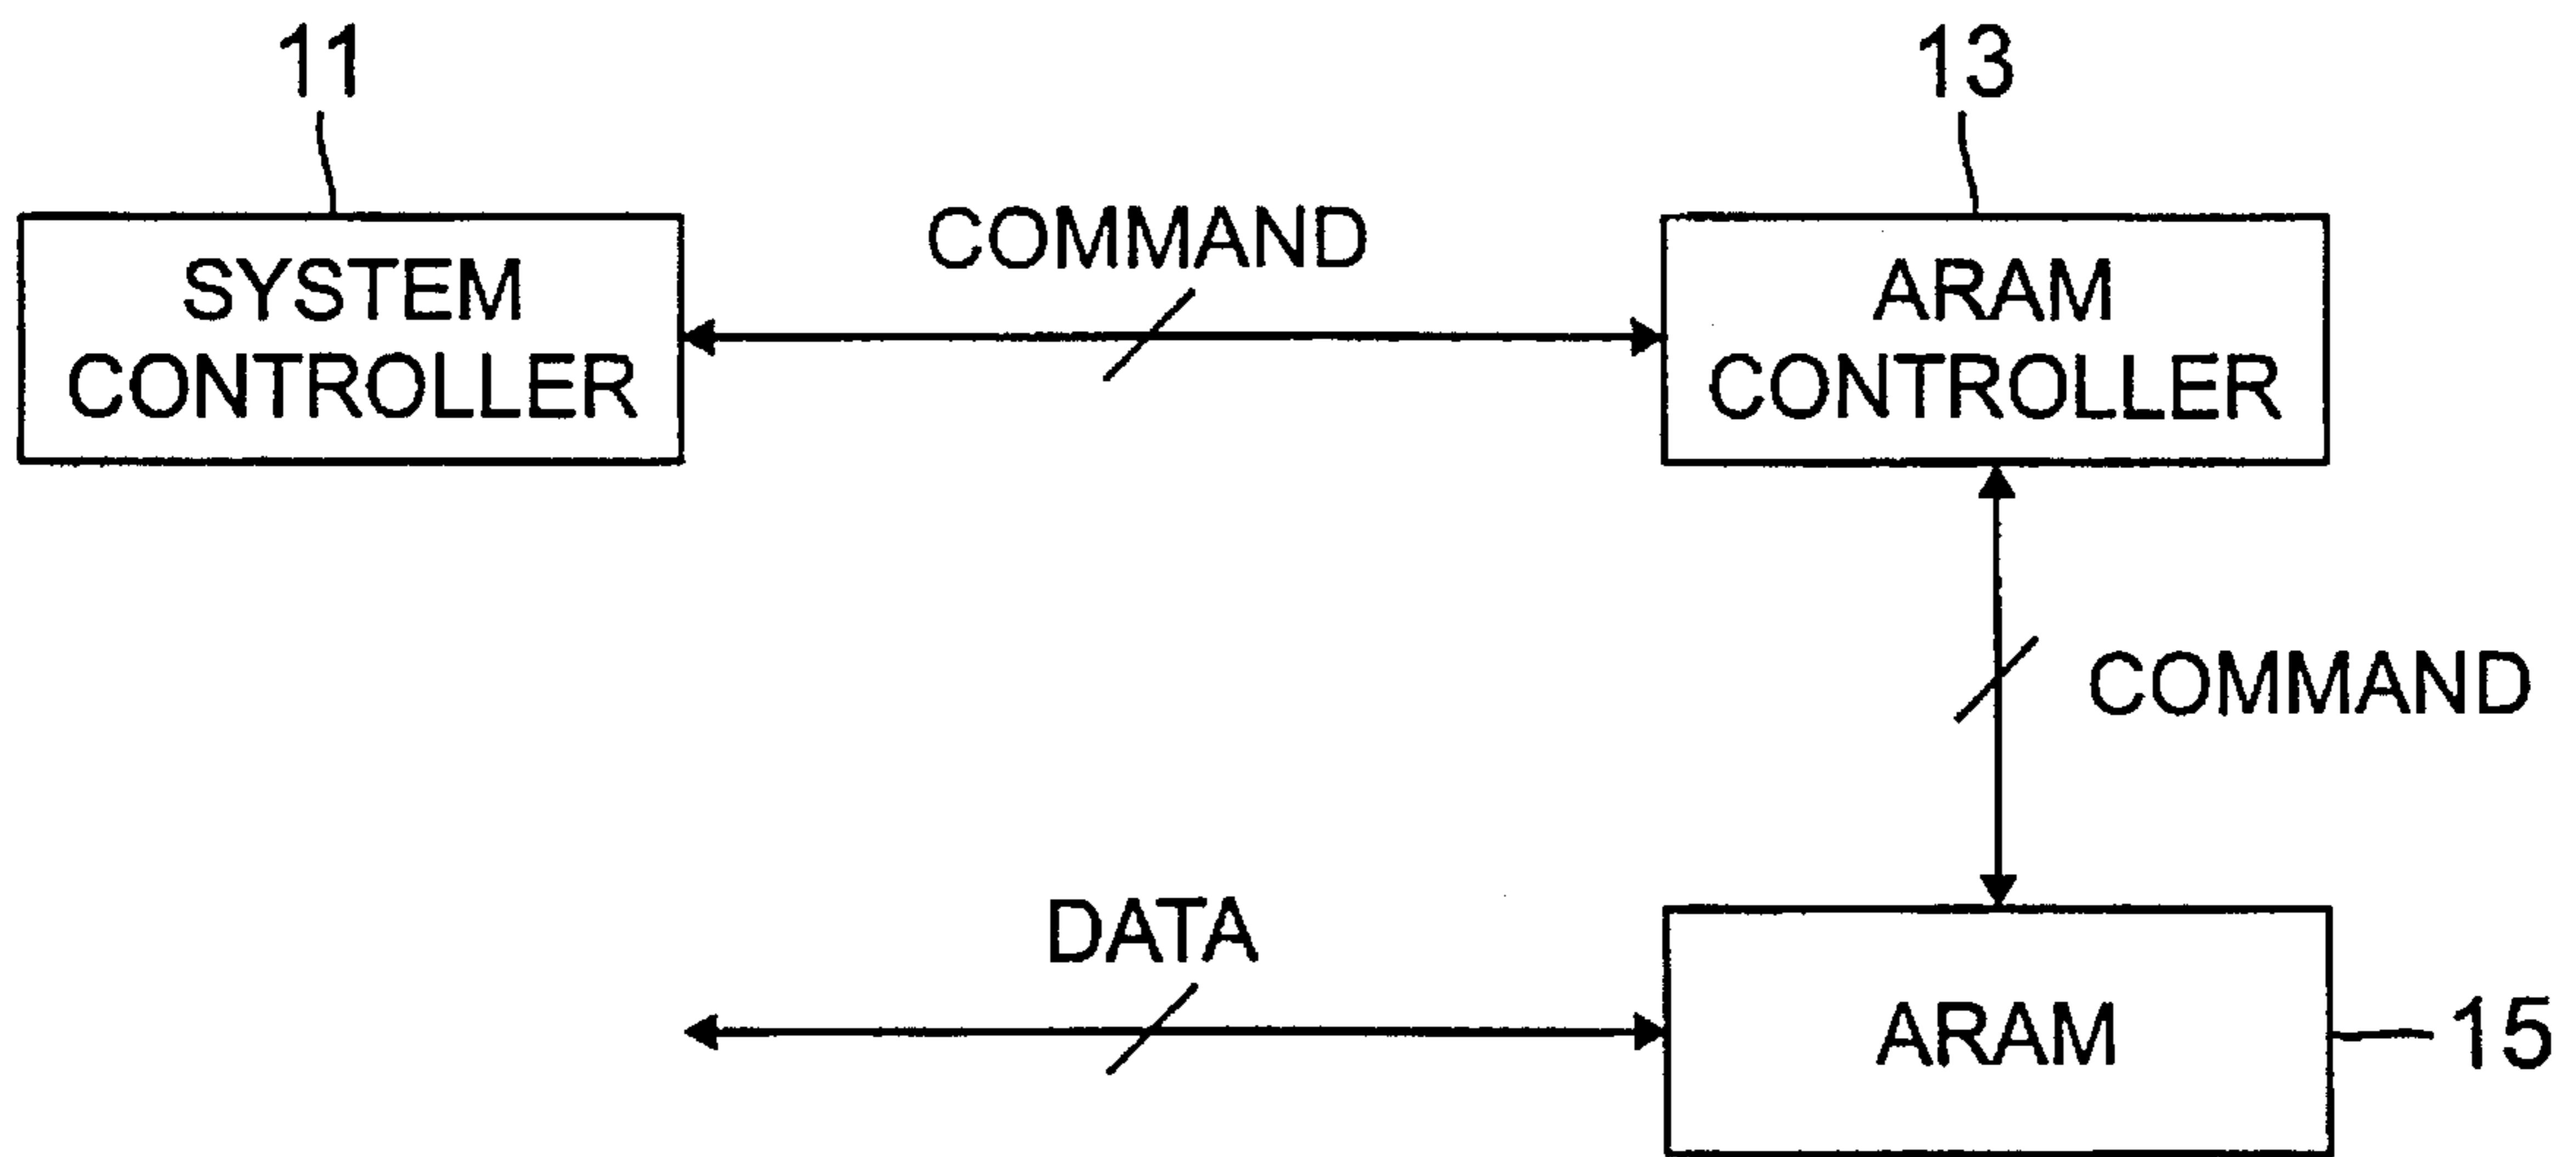 11
13
SYSTEM
CONTROLLER
COMMAND
ARAM
CONTROLLER
COMMAND
DATA
ARAM
15